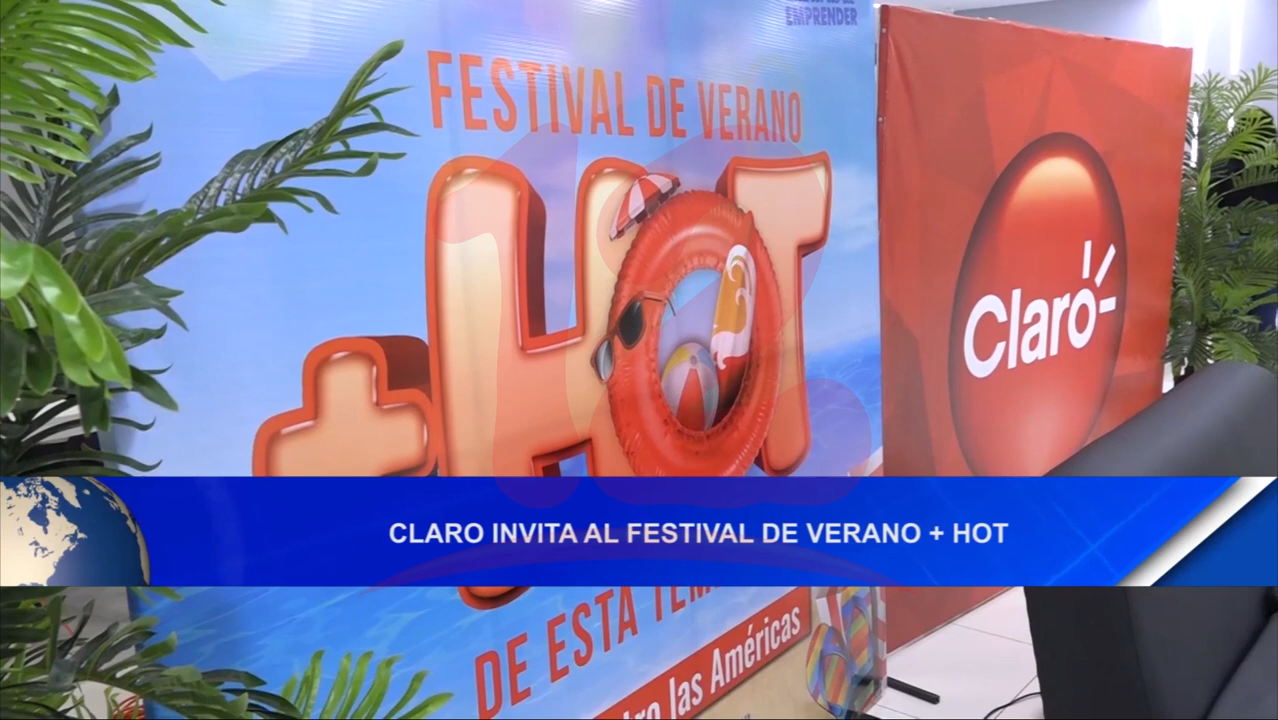 EMPRENDER
FESTIVAL DE VERANO
+HOT
Claro
CLARO INVITA AL FESTIVAL DE VERANO + HOT
DE ESTA
las Américas